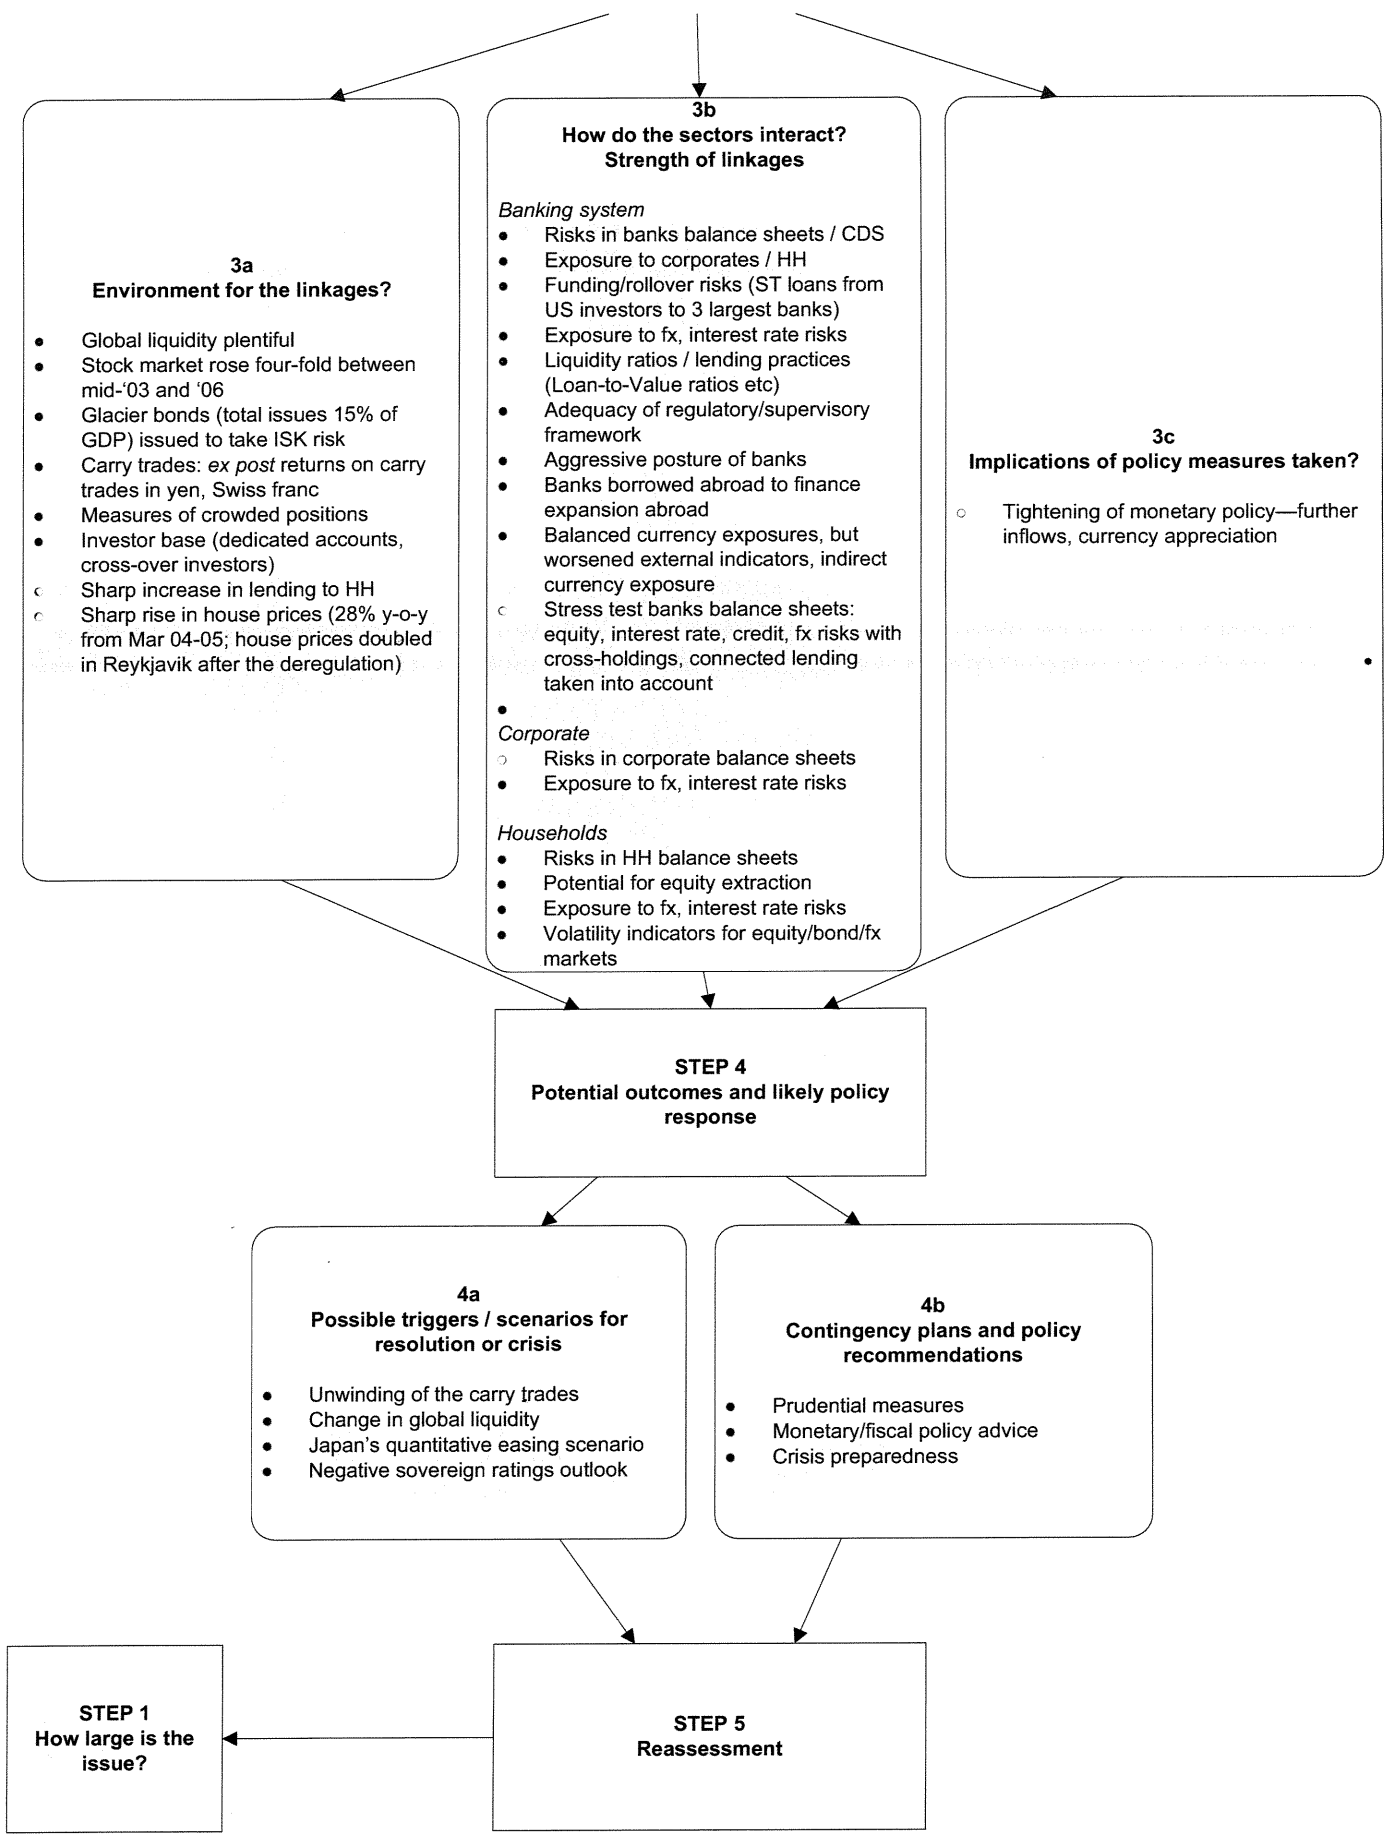 3a
Environment for the linkages?
● Global liquidity plentiful
● Stock market rose four-fold between
mid-‘03 and ‘06
● Glacier bonds (total issues 15% of
GDP) issued to take ISK risk
● Carry trades: ex post returns on carry
trades in yen, Swiss franc
● Measures of crowded positions
● Investor base (dedicated accounts,
cross-over investors)
○ Sharp increase in lending to HH
○ Sharp rise in house prices (28% y-o-y
from Mar 04-05; house prices doubled
in Reykjavik after the deregulation)
3b
How do the sectors interact?
Strength of linkages
Banking system
● Risks in banks balance sheets / CDS
● Exposure to corporates / HH
● Funding/rollover risks (ST loans from
US investors to 3 largest banks)
● Exposure to fx, interest rate risks
● Liquidity ratios / lending practices
(Loan-to-Value ratios etc)
● Adequacy of regulatory/supervisory
framework
● Aggressive posture of banks
● Banks borrowed abroad to finance
expansion abroad
● Balanced currency exposures, but
worsened external indicators, indirect
currency exposure
○ Stress test banks balance sheets:
equity, interest rate, credit, fx risks with
cross-holdings, connected lending
taken into account
●
Corporate
○ Risks in corporate balance sheets
● Exposure to fx, interest rate risks
Households
● Risks in HH balance sheets
● Potential for equity extraction
● Exposure to fx, interest rate risks
● Volatility indicators for equity/bond/fx
markets
3c
Implications of policy measures taken?
○ Tightening of monetary policy—further
inflows, currency appreciation
●
STEP 4
Potential outcomes and likely policy
response
4a
Possible triggers / scenarios for
resolution or crisis
● Unwinding of the carry trades
● Change in global liquidity
● Japan’s quantitative easing scenario
● Negative sovereign ratings outlook
4b
Contingency plans and policy
recommendations
● Prudential measures
● Monetary/fiscal policy advice
● Crisis preparedness
STEP 1
How large is the
issue?
STEP 5
Reassessment